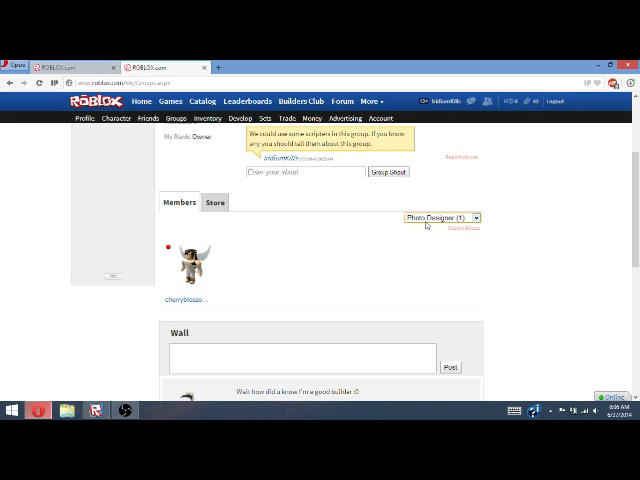 Opera
ROBLOX.com
ROBLOX.com
www.roblox.com/My/Groups.aspx
ROBLOX
Home Games Catalog Leaderboards Builders Club Forum More
13+ IridiumKills
Logout
Profile Character Friends Groups Inventory Develop Sets Trade Money Advertising Account
My Rank: Owner
We could use some scripters in this group. If you know
any you should tell them about this group.
IridiumKills
Report Abuse
Enter your shout
Group Shout
Members Store
Photo Designer (1)
Report Abuse
cherryblosso...
Wall
Post
Wait how did u know I'm a good builder :0
Online
3:06 AM
6/27/2014